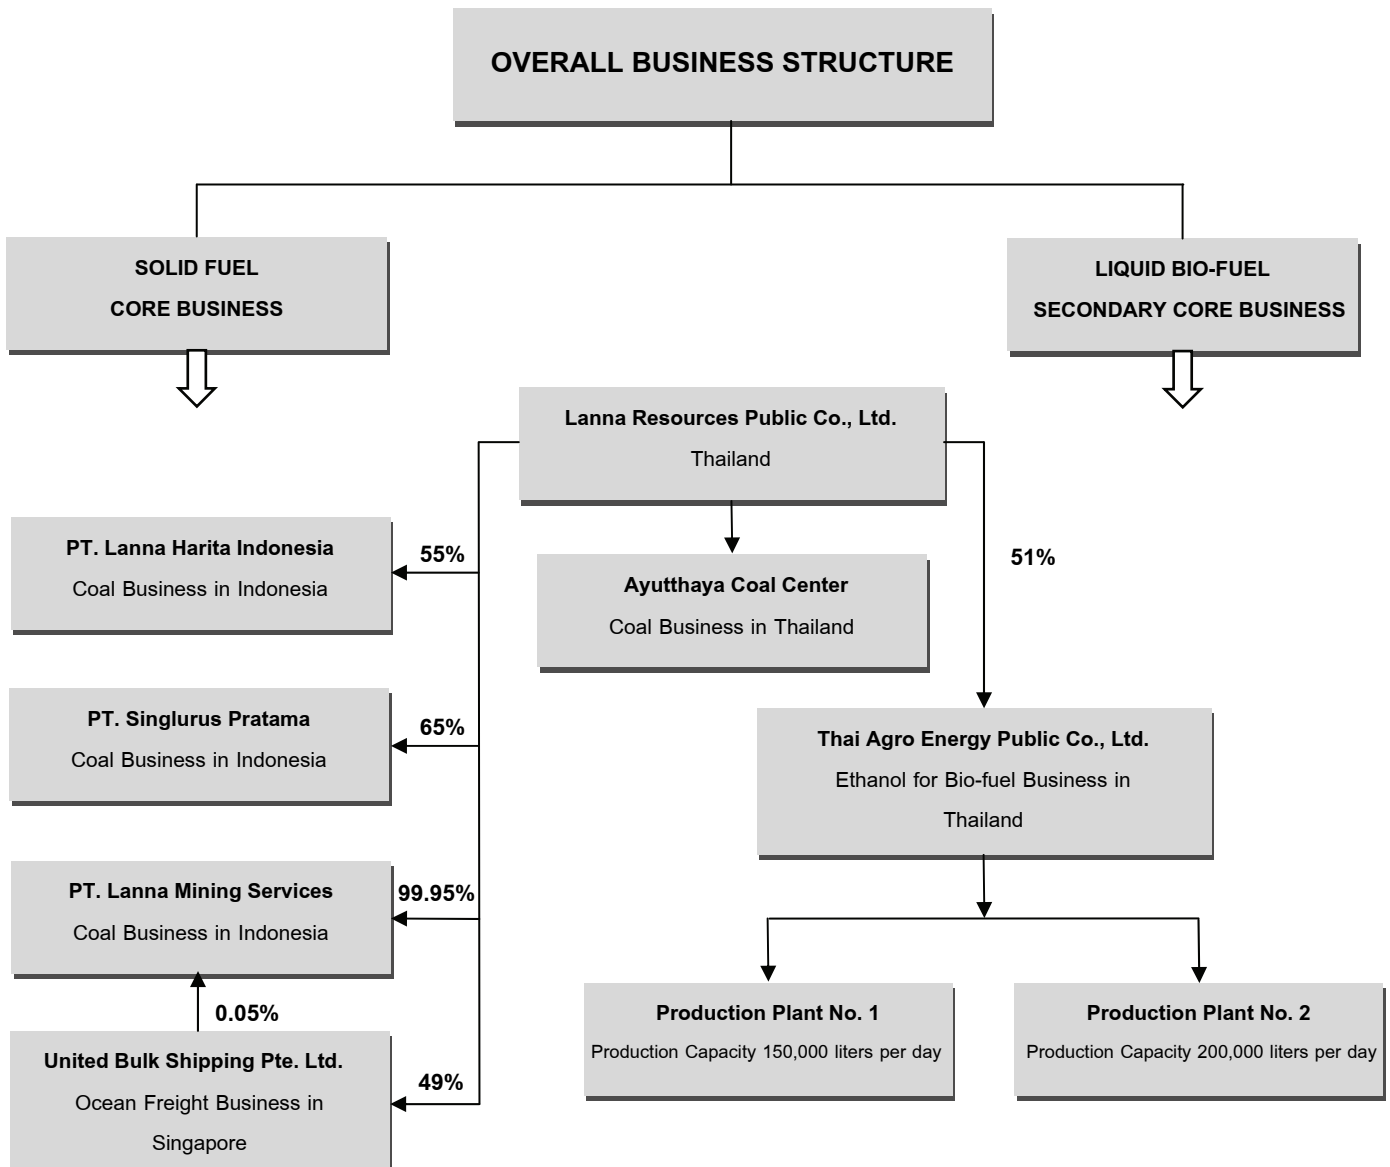 OVERALL BUSINESS STRUCTURE
SOLID FUEL
CORE BUSINESS
LIQUID BIO-FUEL
SECONDARY CORE BUSINESS
Lanna Resources Public Co., Ltd.
Thailand
PT. Lanna Harita Indonesia
Coal Business in Indonesia
55%
Ayutthaya Coal Center
Coal Business in Thailand
51%
PT. Singlurus Pratama
Coal Business in Indonesia
65%
Thai Agro Energy Public Co., Ltd.
Ethanol for Bio-fuel Business in
Thailand
PT. Lanna Mining Services
Coal Business in Indonesia
99.95%
0.05%
Production Plant No. 1
Production Capacity 150,000 liters per day
Production Plant No. 2
Production Capacity 200,000 liters per day
United Bulk Shipping Pte. Ltd.
Ocean Freight Business in
Singapore
49%